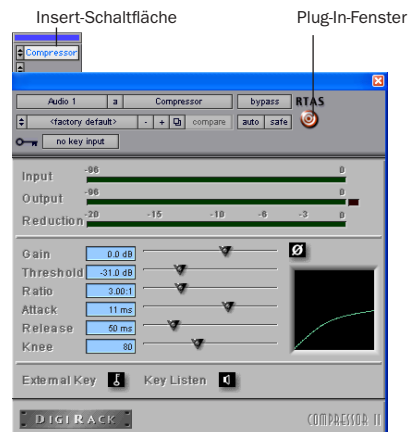 Insert-Schaltfläche Plug-In-Fenster
Compressor
Audio 1 a Compressor bypass RTAS
<factory default> - + compare auto safe
no key input
Input -96 0
Output -96 0
Reduction -20 -15 -10 -6 -3 0
Gain 0.0 dB Ø
Threshold -31.0 dB
Ratio 3.00:1
Attack 11 ms
Release 50 ms
Knee 80
External Key Key Listen
DIGIRACK COMPRESSOR II